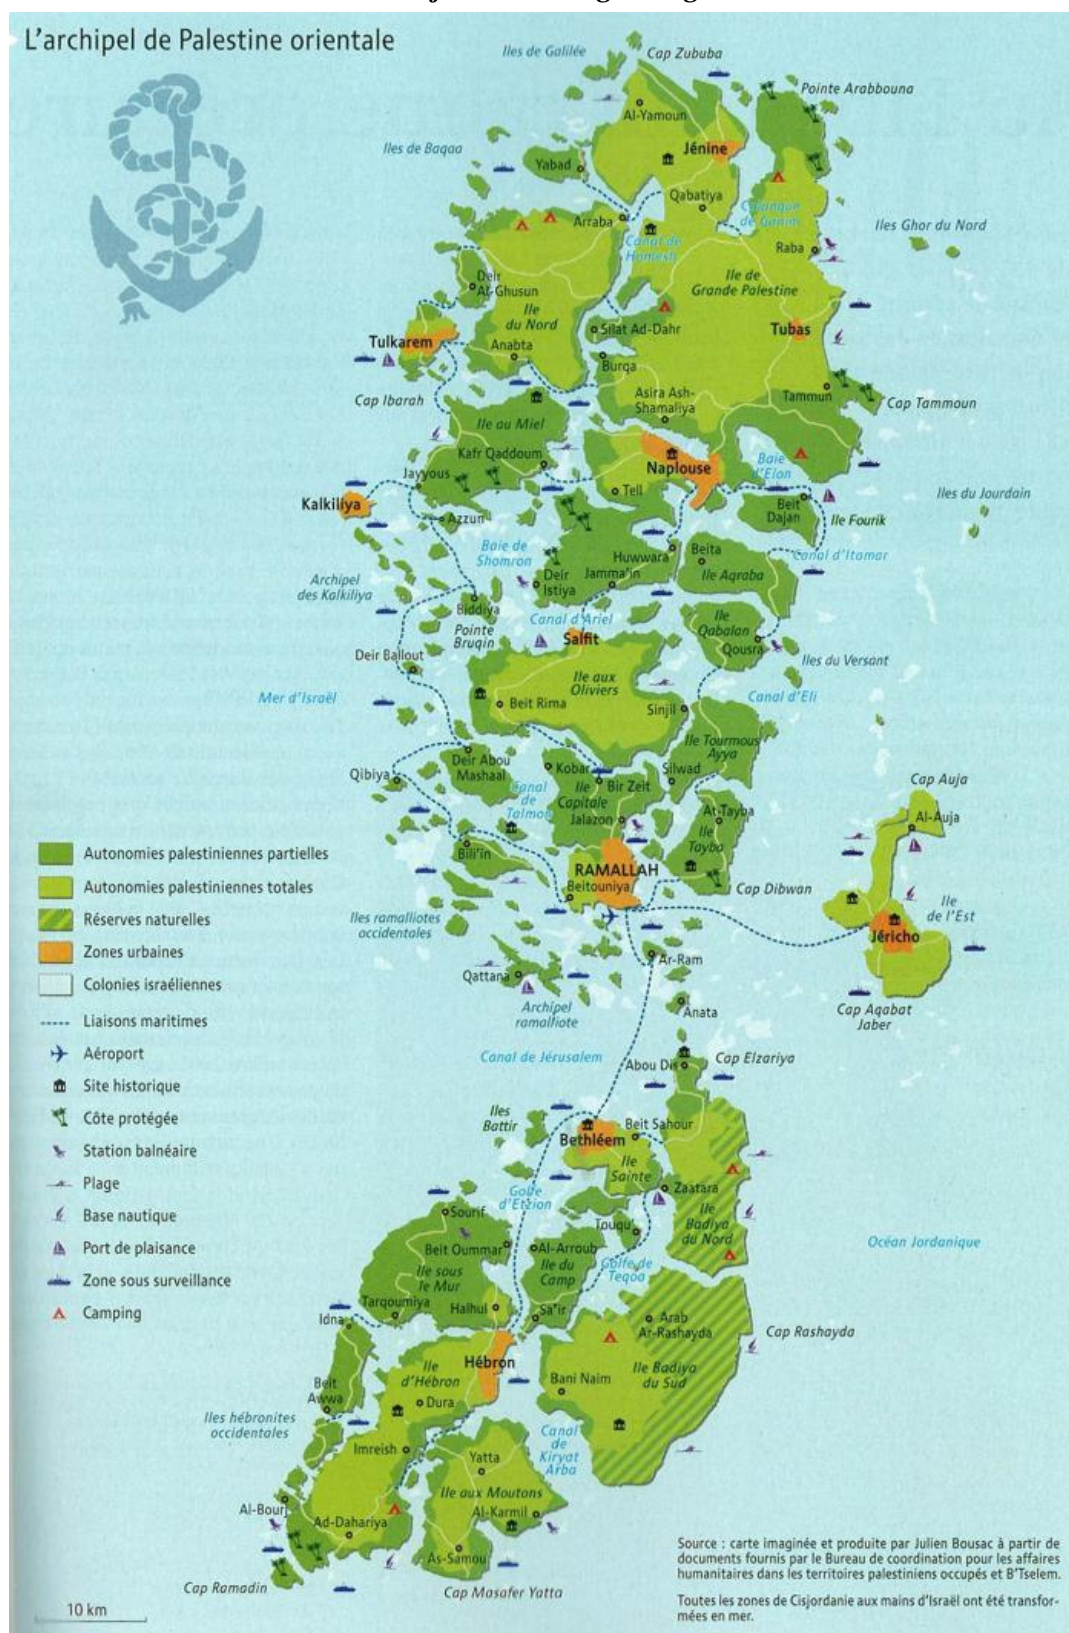 L'archipel de Palestine orientale
Iles de Galilée
Cap Zububa
Pointe Arabbouna
Al-Yamoun
Jénine
Iles de Baqaa
Yabad
Qabatiya
Calanque
de Ganim
Arraba
Canal de
Homesh
Iles Ghor du Nord
Raba
Deir
Al-Ghusun
Ile de
Grande Palestine
Ile
du Nord
Silat Ad-Dahr
Tubas
Tulkarem
Anabta
Burqa
Cap Ibarah
Asira Ash-
Shamaliya
Tammun
Cap Tammoun
Ile au Miel
Kafr Qaddoum
Naplouse
Baie
d'Elon
Jayyous
Tell
Iles du Jourdain
Kalkiliya
Azzun
Beit
Dajan
Ile Fourik
Baie de
Shomron
Huwwara
Beita
Canal d'Itamar
Archipel
des Kalkiliya
Deir
Istiya
Jamma'in
Ile Aqraba
Biddiya
Canal d'Ariel
Ile
Qabalan
Pointe
Bruqin
Salfit
Qousra
Deir Ballout
Iles du Versant
Mer d'Israël
Ile aux
Oliviers
Beit Rima
Sinjil
Canal d'Eli
Ile Tourmous
Ayya
Qibiya
Deir Abou
Mashaal
Kobar
Silwad
Ile
Capitale
Bir Zeit
Cap Auja
Canal
de
Talmon
Jalazon
At-Tayba
Ile
Tayba
Al-Auja
Bili'in
RAMALLAH
Beitouniya
Cap Dibwan
Ile
de l'Est
Iles ramalliotes
occidentales
Jéricho
Ar-Ram
Qattana
Archipel
ramalliote
Anata
Cap Aqabat
Jaber
Canal de Jérusalem
Abou Dis
Cap Elzariya
Iles
Battir
Bethléem
Beit Sahour
Ile
Sainte
Golfe
d'Etzion
Zaatara
Sourif
Touqu'
Ile
Badiya
du Nord
Océan Jordanique
Beit Oummar
Al-Arroub
Ile du
Camp
Golfe de
Teqoa
Ile sous
le Mur
Tarqoumiya
Halhul
Sa'ir
Idna
Arab
Ar-Rashayda
Cap Rashayda
Hébron
Ile
d'Hébron
Ile Badiya
du Sud
Bani Naim
Beit
Awwa
Dura
Iles hébronites
occidentales
Canal
de
Kiryat
Arba
Imreish
Yatta
Ile aux Moutons
Al-Bourj
Al-Karmil
Ad-Dahariya
As-Samou
Cap Ramadin
Cap Masafer Yatta
Autonomies palestiniennes partielles
Autonomies palestiniennes totales
Réserves naturelles
Zones urbaines
Colonies israéliennes
Liaisons maritimes
Aéroport
Site historique
Côte protégée
Station balnéaire
Plage
Base nautique
Port de plaisance
Zone sous surveillance
Camping
10 km
Source : carte imaginée et produite par Julien Bousac à partir de
documents fournis par le Bureau de coordination pour les affaires
humanitaires dans les territoires palestiniens occupés et B'Tselem.
Toutes les zones de Cisjordanie aux mains d'Israël ont été transfor-
mées en mer.